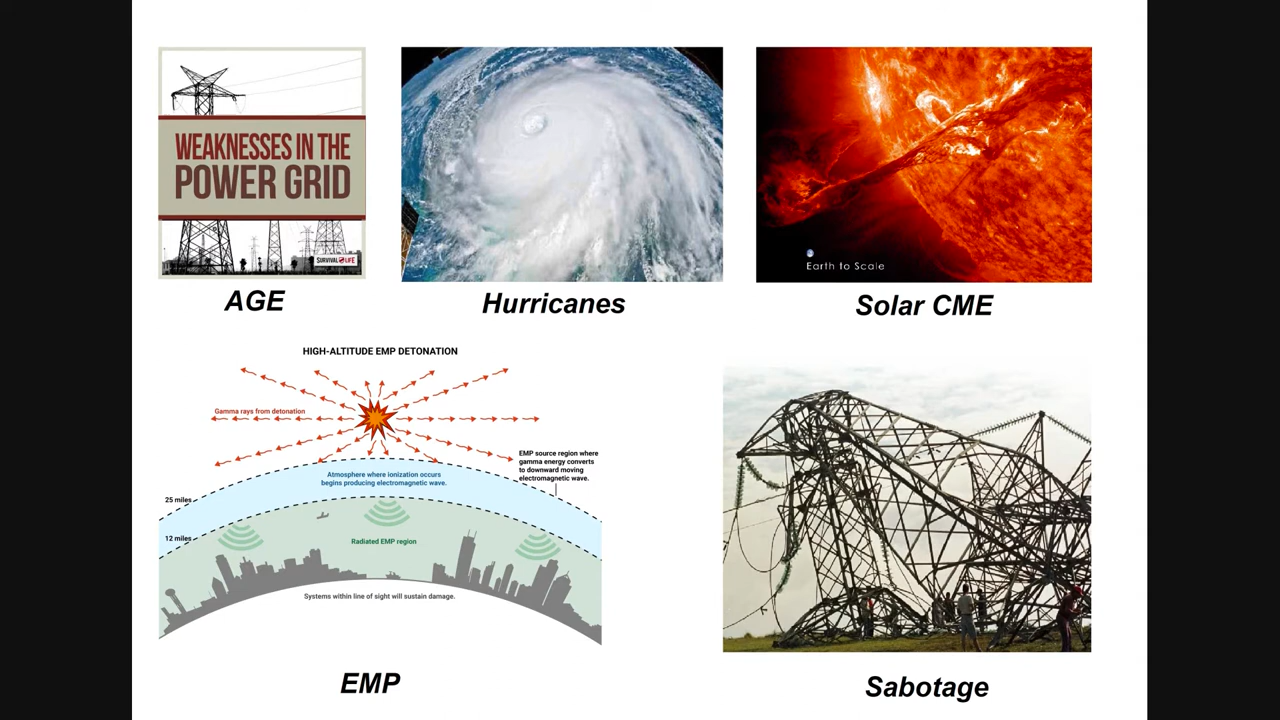 WEAKNESSES IN THE
POWER GRID
SURVIVAL LIFE
AGE
Hurricanes
Earth to Scale
Solar CME
HIGH-ALTITUDE EMP DETONATION
Gamma rays from detonation
EMP source region where
gamma energy converts
to downward moving
electromagnetic wave.
Atmosphere where ionization occurs
begins producing electromagnetic wave.
25 miles
12 miles
Radiated EMP region
Systems within line of sight will sustain damage.
EMP
Sabotage